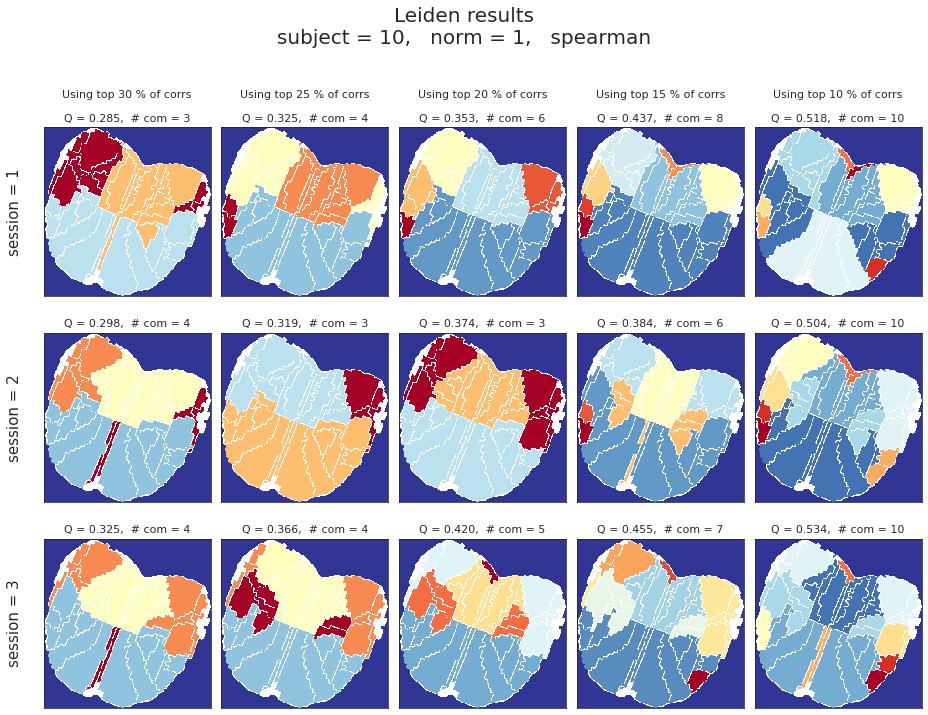 Leiden results
subject = 10,   norm = 1,   spearman
Using top 30 % of corrs
Using top 25 % of corrs
Using top 20 % of corrs
Using top 15 % of corrs
Using top 10 % of corrs
session = 1
Q = 0.285,  # com = 3
Q = 0.325,  # com = 4
Q = 0.353,  # com = 6
Q = 0.437,  # com = 8
Q = 0.518,  # com = 10
session = 2
Q = 0.298,  # com = 4
Q = 0.319,  # com = 3
Q = 0.374,  # com = 3
Q = 0.384,  # com = 6
Q = 0.504,  # com = 10
session = 3
Q = 0.325,  # com = 4
Q = 0.366,  # com = 4
Q = 0.420,  # com = 5
Q = 0.455,  # com = 7
Q = 0.534,  # com = 10